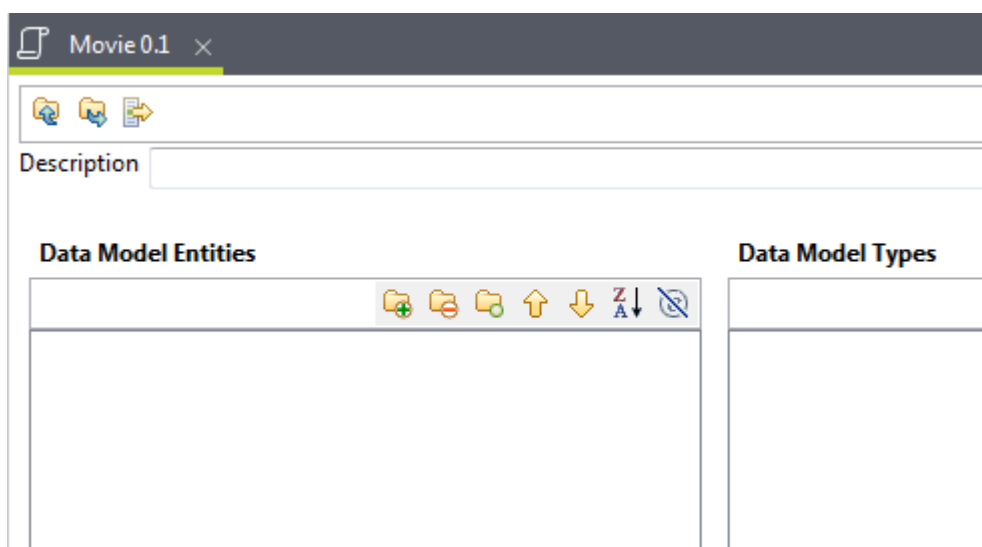 Movie 0.1
Description
Data Model Entities
Data Model Types
Z
A